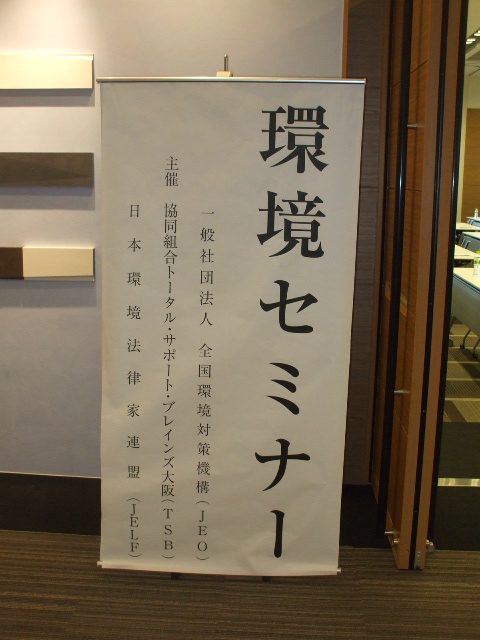 環境セミナー
一般社団法人 全国環境対策機構(JEO)
主催 協同組合トータル・サポート・ブレインズ大阪(TSB)
日本環境法律家連盟(JELF)